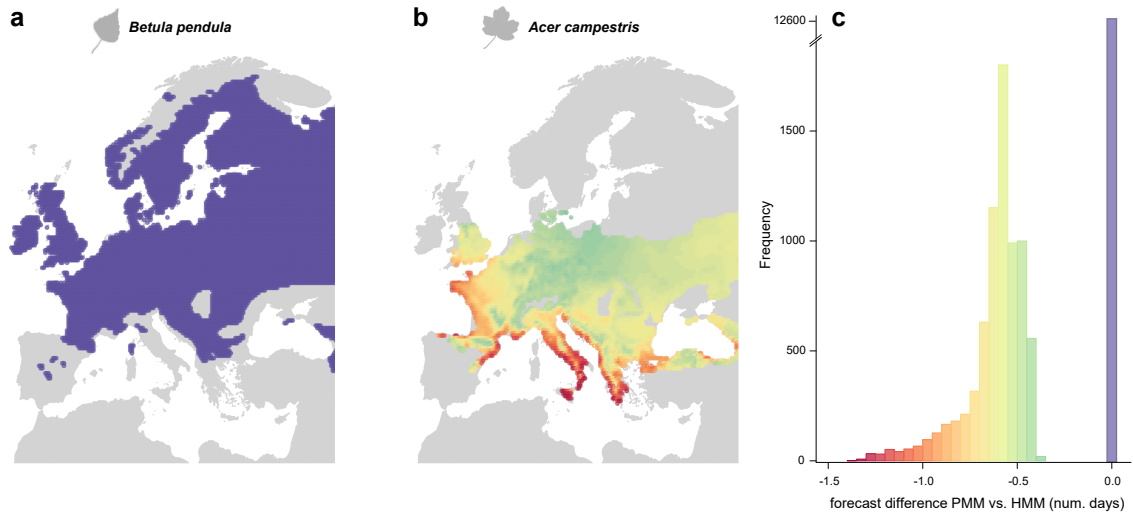 a
Betula pendula
b
Acer campestris
c
12600
1500
1000
500
0
Frequency
-1.5
-1.0
-0.5
0.0
forecast difference PMM vs. HMM (num. days)